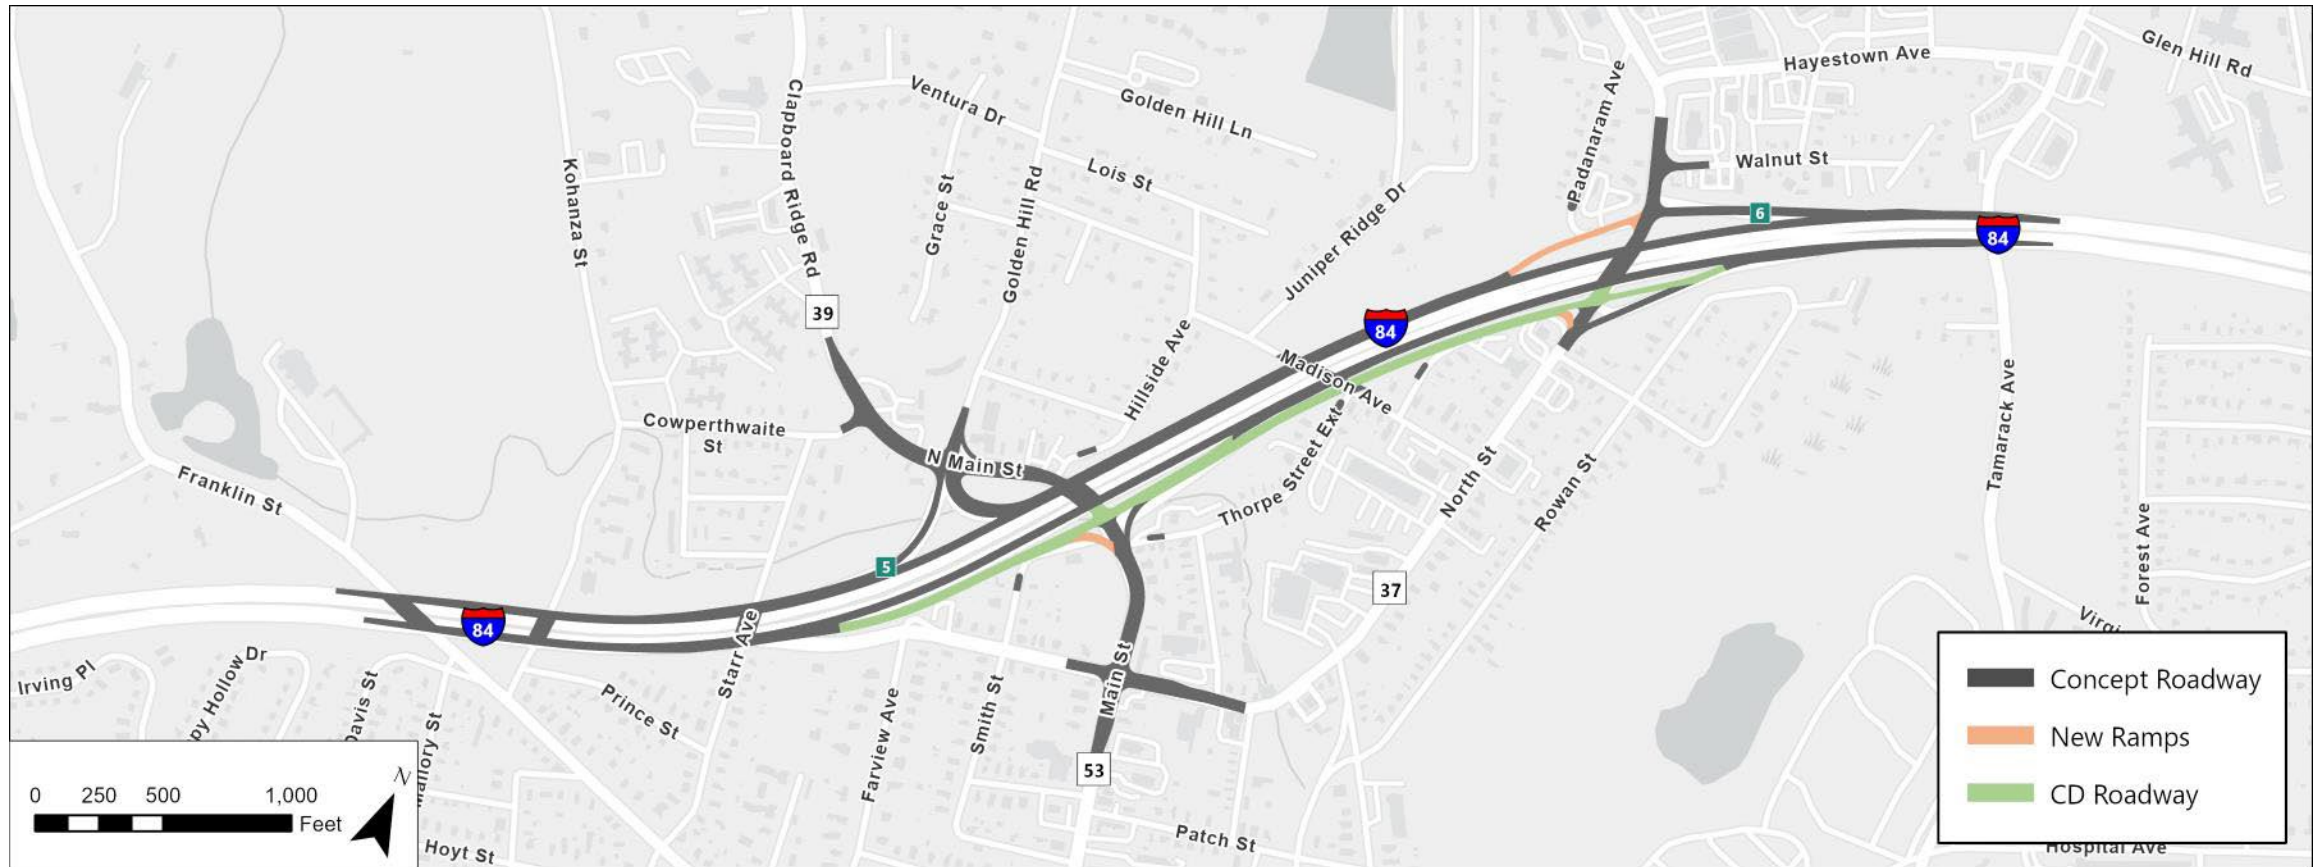 Glen Hill Rd
Hayestown Ave
Padanaram Ave
Ventura Dr
Golden Hill Ln
Clapboard Ridge Rd
Walnut St
Lois St
Kohanza St
Grace St
Golden Hill Rd
Juniper Ridge Dr
6
84
39
84
Hillside Ave
Madison Ave
Tamarack Ave
Cowperthwaite
St
N Main St
Thorpe Street Ext
North St
Rowan St
Franklin St
Forest Ave
5
37
84
Starr Ave
Virgi
Irving Pl
py Hollow Dr
Davis St
Mallory St
Prince St
Farview Ave
Smith St
Main St
53
Patch St
Hoyt St
Hospital Ave
N
0 250 500 1,000
Feet
Concept Roadway
New Ramps
CD Roadway